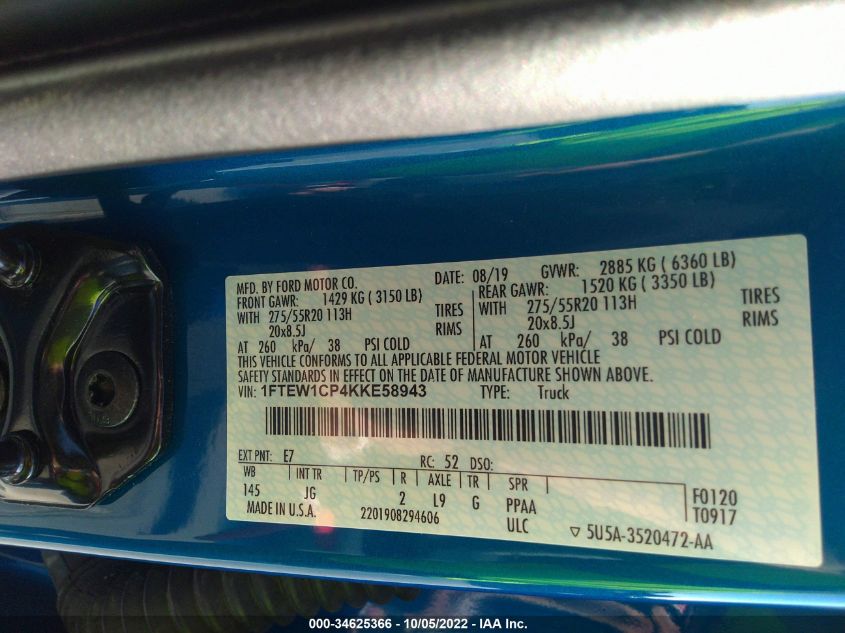 MFD. BY FORD MOTOR CO. DATE: 08/19 GVWR: 2885 KG ( 6360 LB)
FRONT GAWR: 1429 KG ( 3150 LB) REAR GAWR: 1520 KG ( 3350 LB)
WITH 275/55R20 113H TIRES WITH 275/55R20 113H TIRES
20x8.5J RIMS 20x8.5J RIMS
AT 260 kPa/ 38 PSI COLD AT 260 kPa/ 38 PSI COLD
THIS VEHICLE CONFORMS TO ALL APPLICABLE FEDERAL MOTOR VEHICLE
SAFETY STANDARDS IN EFFECT ON THE DATE OF MANUFACTURE SHOWN ABOVE.
VIN: 1FTEW1CP4KKE58943 TYPE: Truck
EXT PNT: E7 RC: 52 DSO:
WB INT TR TP/PS R AXLE TR SPR
145 JG 2 L9 G PPAA F0120
MADE IN U.S.A. 2201908294606 ULC T0917
5U5A-3520472-AA
000-34625366 - 10/05/2022 - IAA Inc.